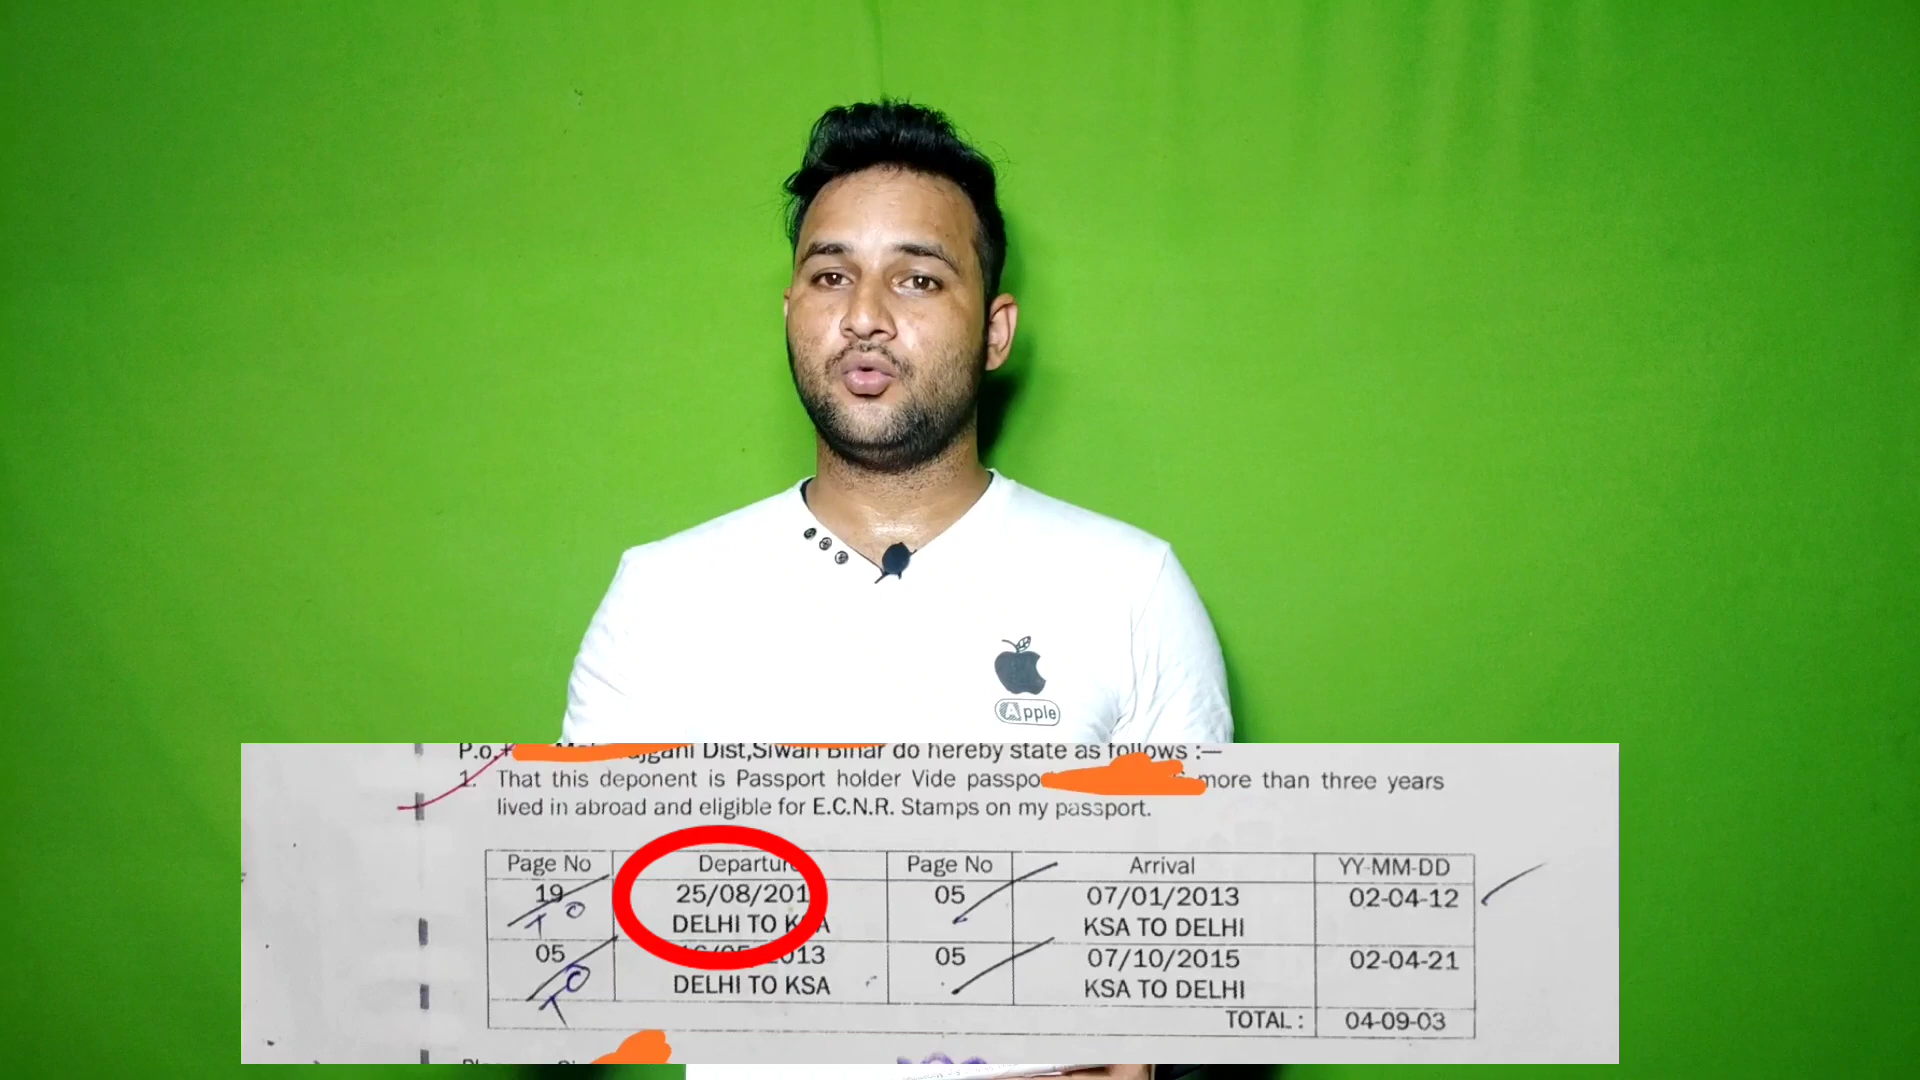 Apple
P.o. Dist,Siwan Bihar do hereby state as follows :—
1. That this deponent is Passport holder Vide more than three years
lived in abroad and eligible for E.C.N.R. Stamps on my passport.
Page No Departure Page No Arrival YY-MM-DD
19 25/08/201 05 07/01/2013 02-04-12
DELHI TO KSA KSA TO DELHI
05 2013 05 07/10/2015 02-04-21
DELHI TO KSA KSA TO DELHI
TOTAL : 04-09-03